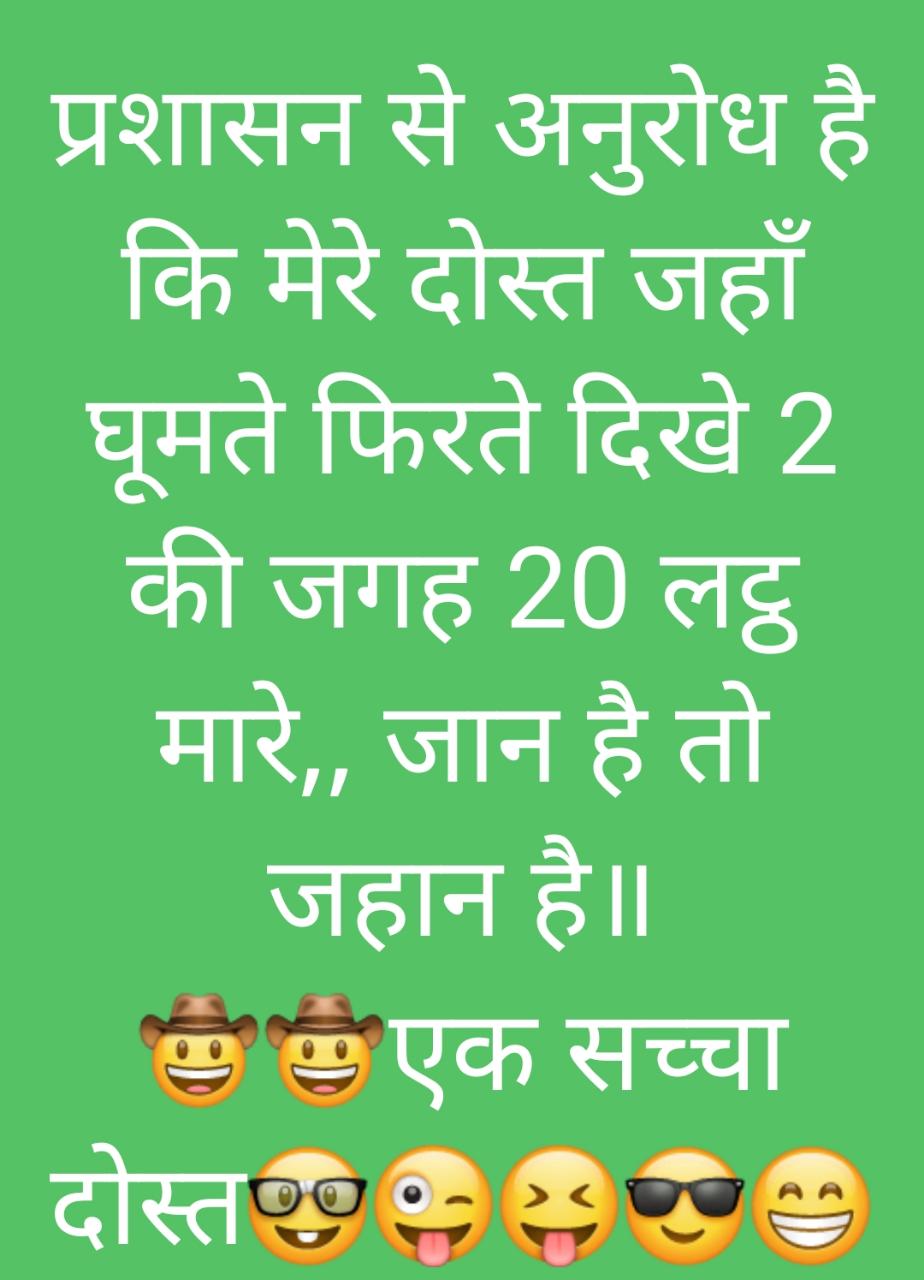 प्रशासन से अनुरोध है
कि मेरे दोस्त जहाँ
घूमते फिरते दिखे 2
की जगह 20 लट्ठ
मारे,, जान है तो
जहान है॥
🤠🤠एक सच्चा
दोस्त🤓😜😝😎😁